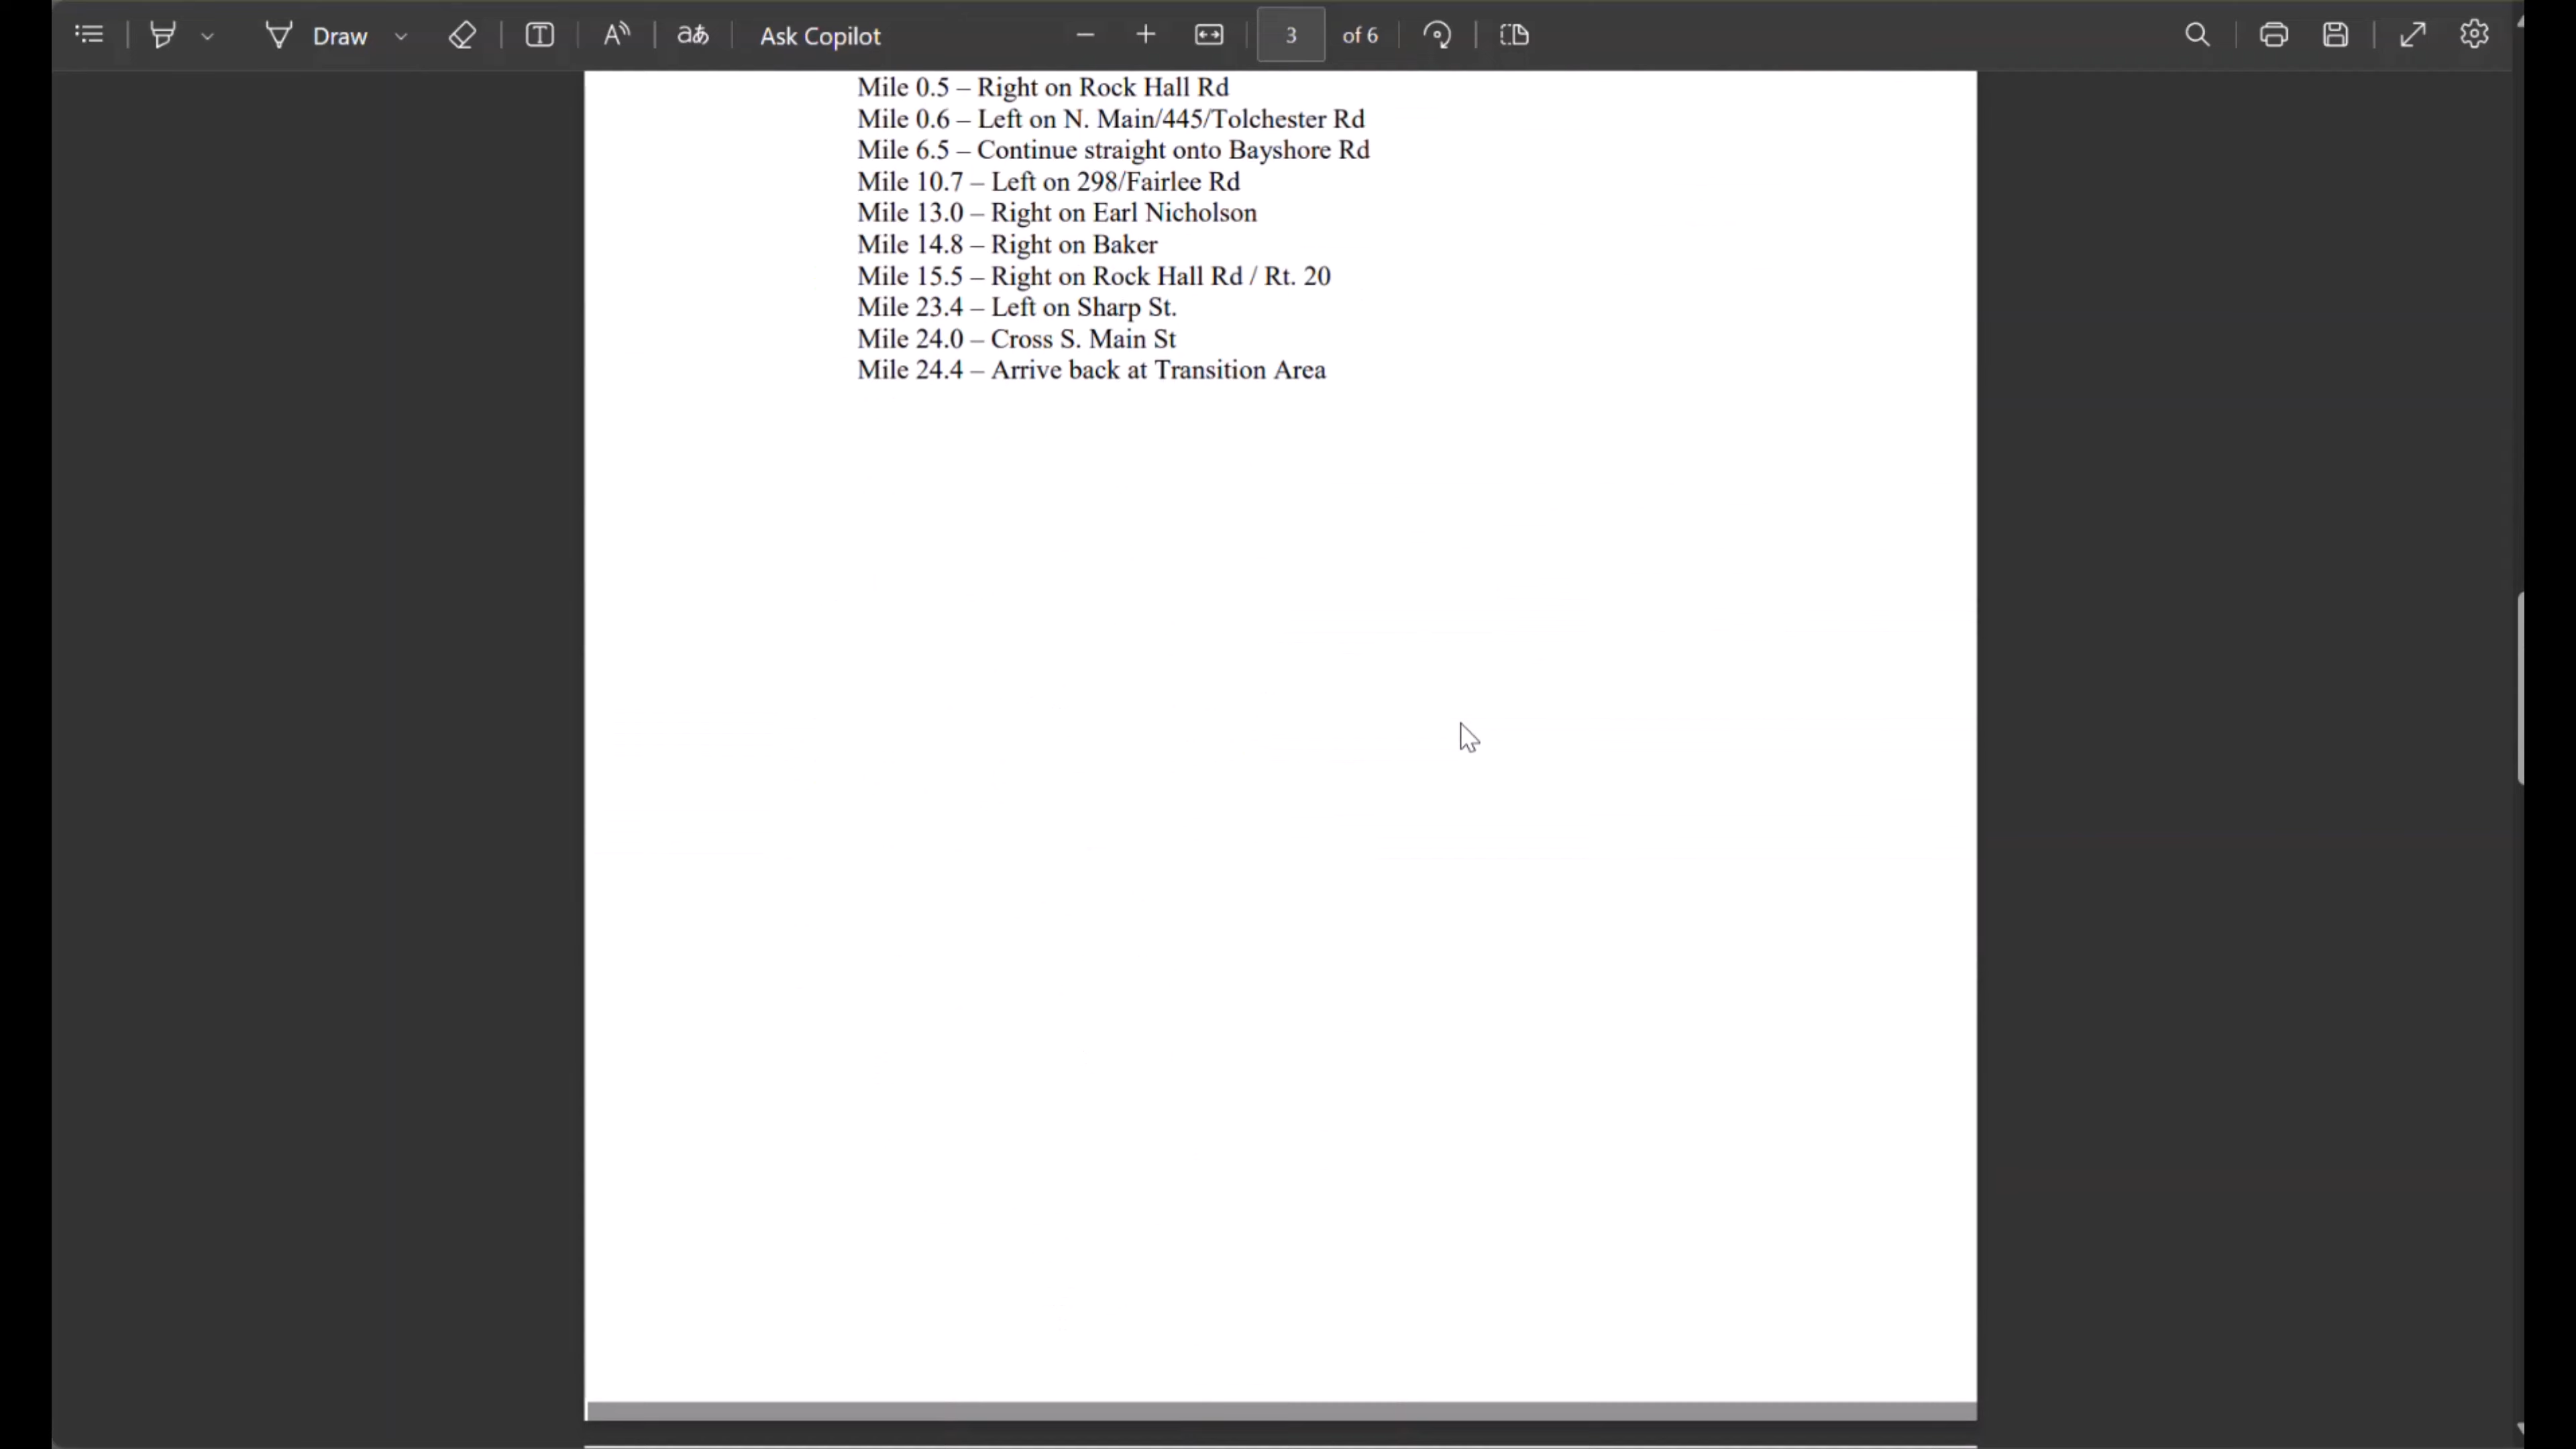 Draw
aあ
Ask Copilot
3
of 6
Mile 0.5 – Right on Rock Hall Rd
Mile 0.6 – Left on N. Main/445/Tolchester Rd
Mile 6.5 – Continue straight onto Bayshore Rd
Mile 10.7 – Left on 298/Fairlee Rd
Mile 13.0 – Right on Earl Nicholson
Mile 14.8 – Right on Baker
Mile 15.5 – Right on Rock Hall Rd / Rt. 20
Mile 23.4 – Left on Sharp St.
Mile 24.0 – Cross S. Main St
Mile 24.4 – Arrive back at Transition Area